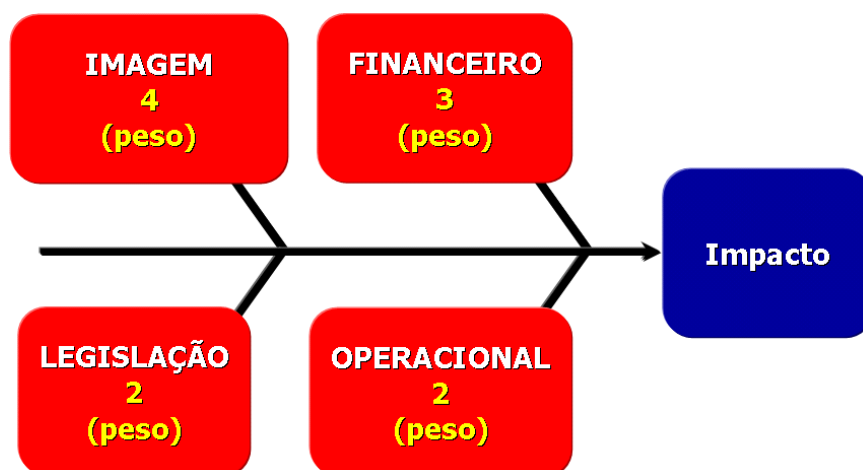 IMAGEM
4
(peso)
FINANCEIRO
3
(peso)
Impacto
LEGISLAÇÃO
2
(peso)
OPERACIONAL
2
(peso)